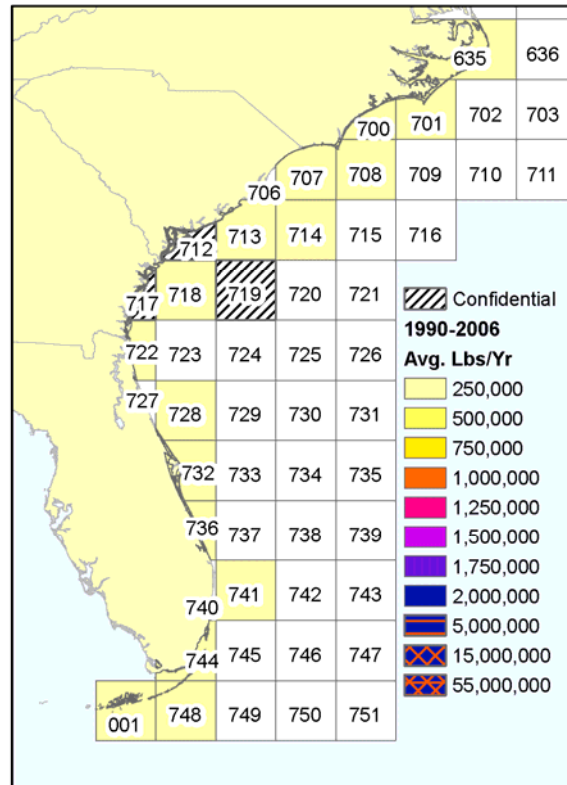 635 636
700 701 702 703
706 707 708 709 710 711
712 713 714 715 716
717 718 719 720 721
722 723 724 725 726
727 728 729 730 731
732 733 734 735
736 737 738 739
740 741 742 743
744 745 746 747
001 748 749 750 751
Confidential
1990-2006
Avg. Lbs/Yr
250,000
500,000
750,000
1,000,000
1,250,000
1,500,000
1,750,000
2,000,000
5,000,000
15,000,000
55,000,000